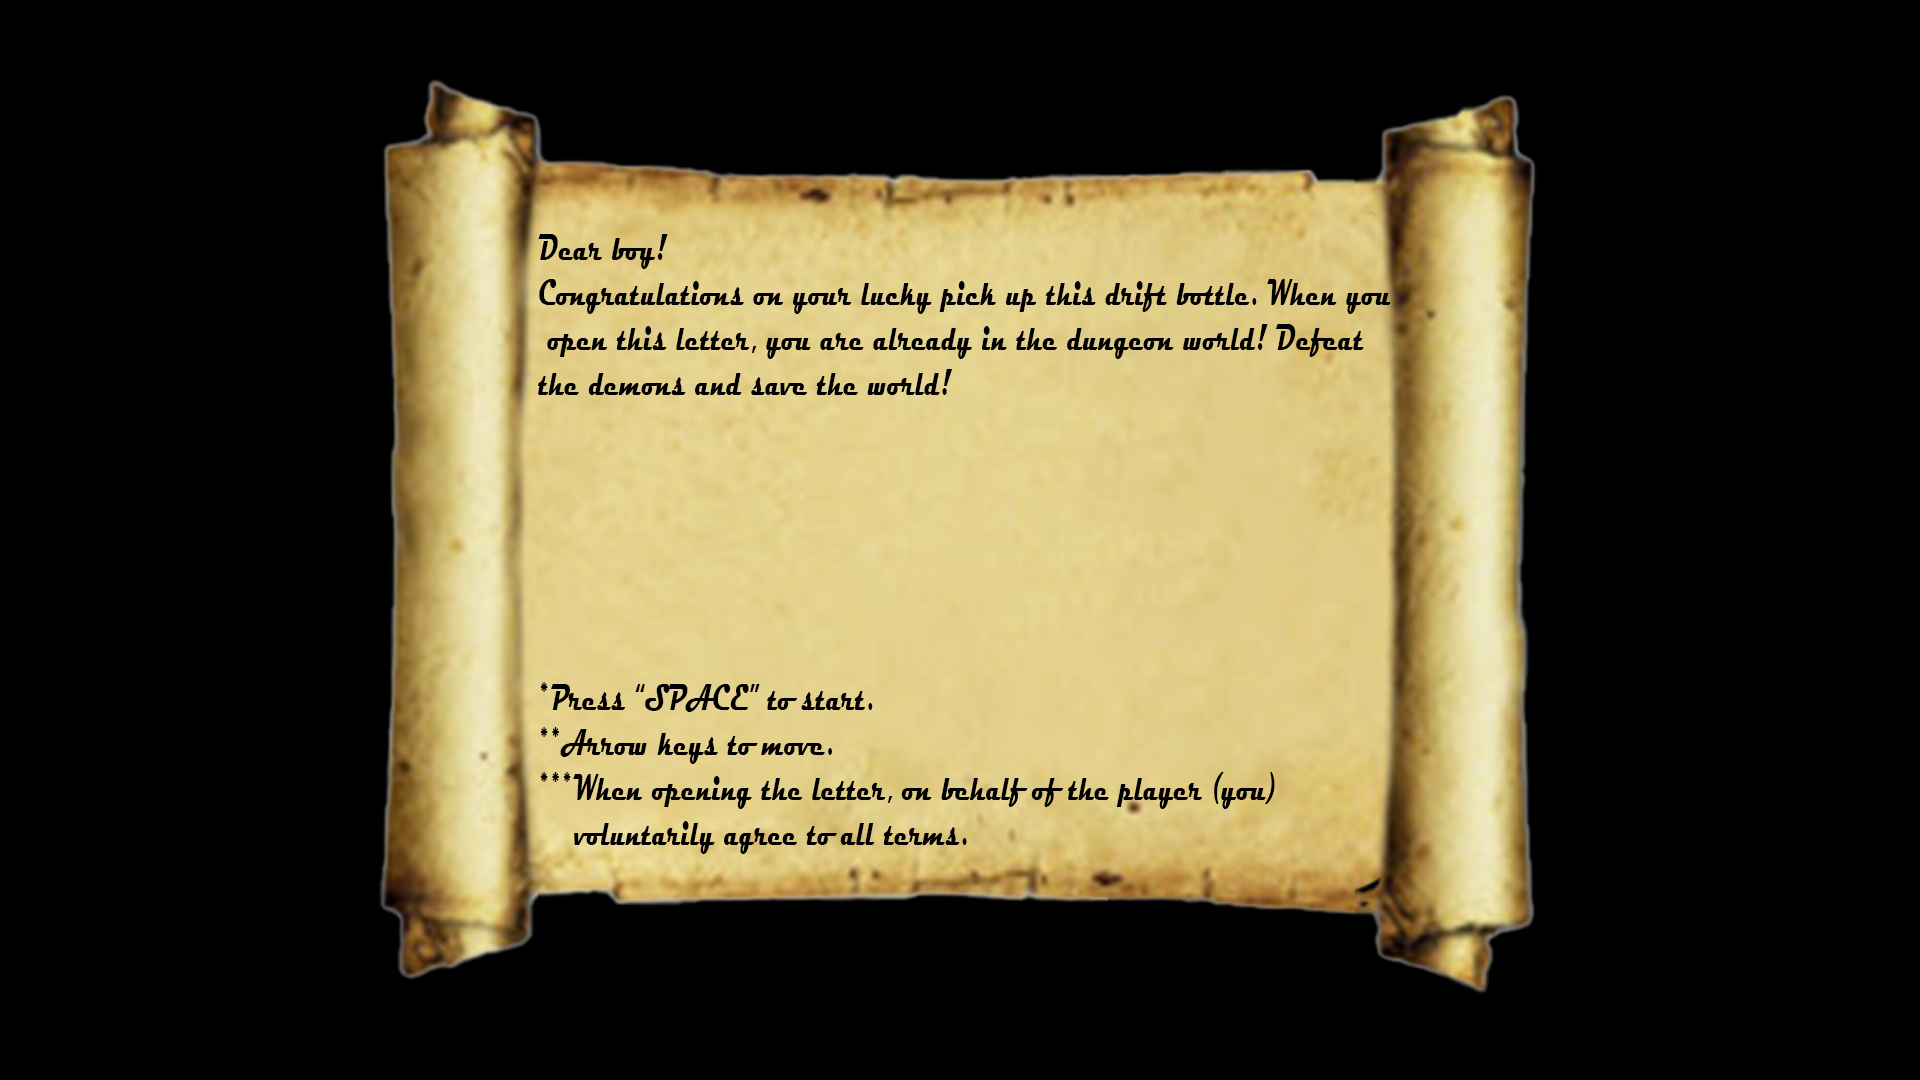 Dear boy!
Congratulations on your lucky pick up this drift bottle. When you
open this letter, you are already in the dungeon world! Defeat
the demons and save the world!
*Press “SPACE” to start.
**Arrow keys to move.
***When opening the letter, on behalf of the player (you)
voluntarily agree to all terms.